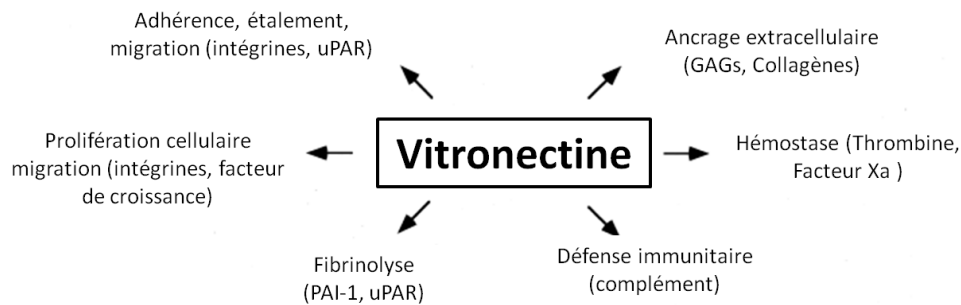 Adhérence, étalement,
migration (intégrines, uPAR)
Ancrage extracellulaire
(GAGs, Collagènes)
Prolifération cellulaire
migration (intégrines, facteur
de croissance)
Vitronectine
Hémostase (Thrombine,
Facteur Xa )
Fibrinolyse
(PAI-1, uPAR)
Défense immunitaire
(complément)